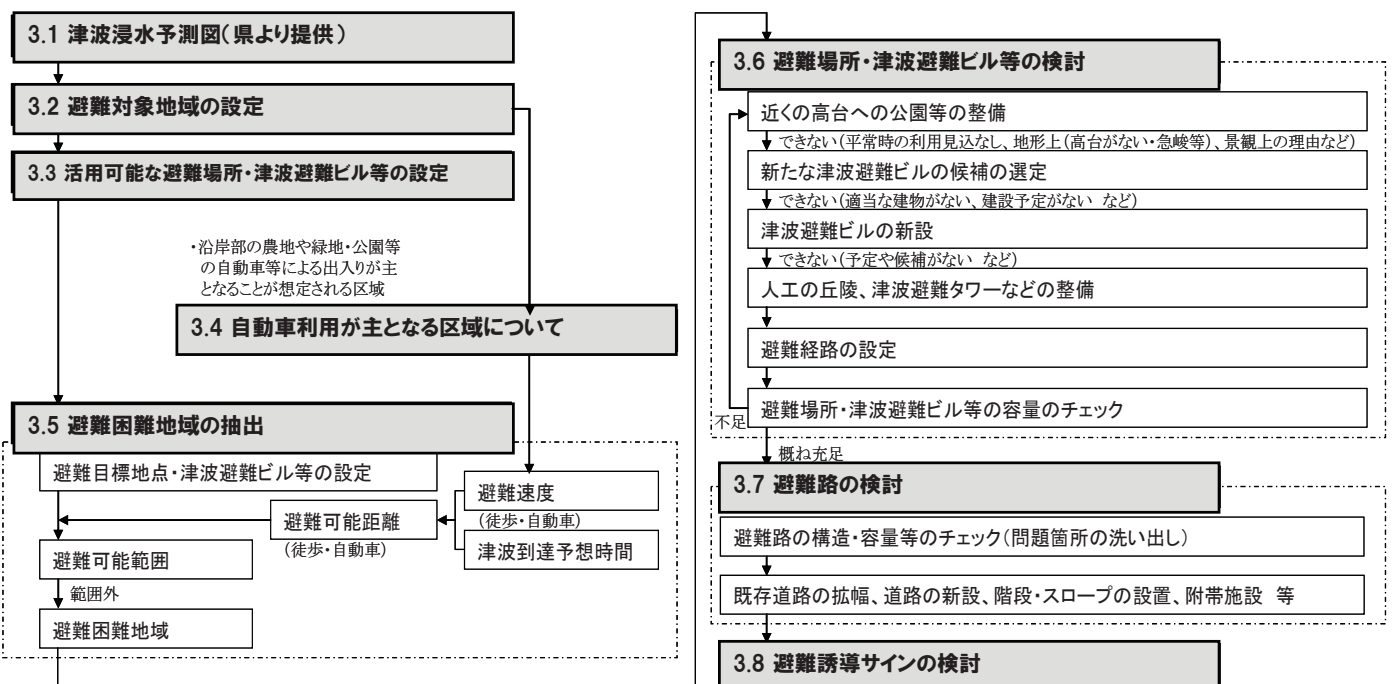 3.1 津波浸水予測図(県より提供)
3.2 避難対象地域の設定
3.3 活用可能な避難場所・津波避難ビル等の設定
・沿岸部の農地や緑地・公園等
の自動車等による出入りが主
となることが想定される区域
3.4 自動車利用が主となる区域について
3.5 避難困難地域の抽出
避難目標地点・津波避難ビル等の設定
避難速度
(徒歩・自動車)
避難可能距離
(徒歩・自動車)
津波到達予想時間
避難可能範囲
範囲外
避難困難地域
3.6 避難場所・津波避難ビル等の検討
近くの高台への公園等の整備
できない(平常時の利用見込なし、地形上(高台がない・急峻等)、景観上の理由など)
新たな津波避難ビルの候補の選定
できない(適当な建物がない、建設予定がない など)
津波避難ビルの新設
できない(予定や候補がない など)
人工の丘陵、津波避難タワーなどの整備
避難経路の設定
避難場所・津波避難ビル等の容量のチェック
不足
概ね充足
3.7 避難路の検討
避難路の構造・容量等のチェック(問題箇所の洗い出し)
既存道路の拡幅、道路の新設、階段・スロープの設置、附帯施設 等
3.8 避難誘導サインの検討